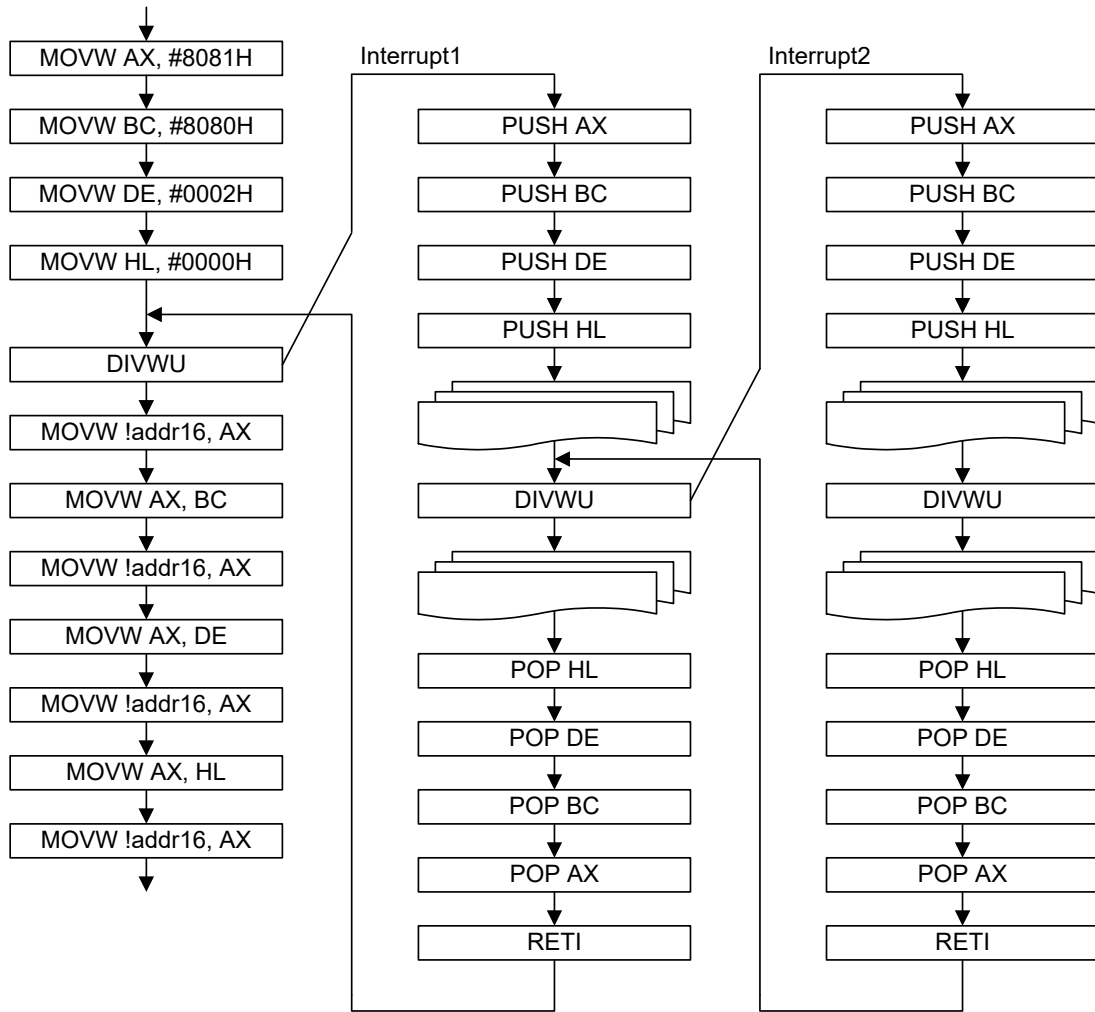 MOVW AX, #8081H
MOVW BC, #8080H
MOVW DE, #0002H
MOVW HL, #0000H
DIVWU
MOVW !addr16, AX
MOVW AX, BC
MOVW !addr16, AX
MOVW AX, DE
MOVW !addr16, AX
MOVW AX, HL
MOVW !addr16, AX
Interrupt1
PUSH AX
PUSH BC
PUSH DE
PUSH HL
DIVWU
POP HL
POP DE
POP BC
POP AX
RETI
Interrupt2
PUSH AX
PUSH BC
PUSH DE
PUSH HL
DIVWU
POP HL
POP DE
POP BC
POP AX
RETI